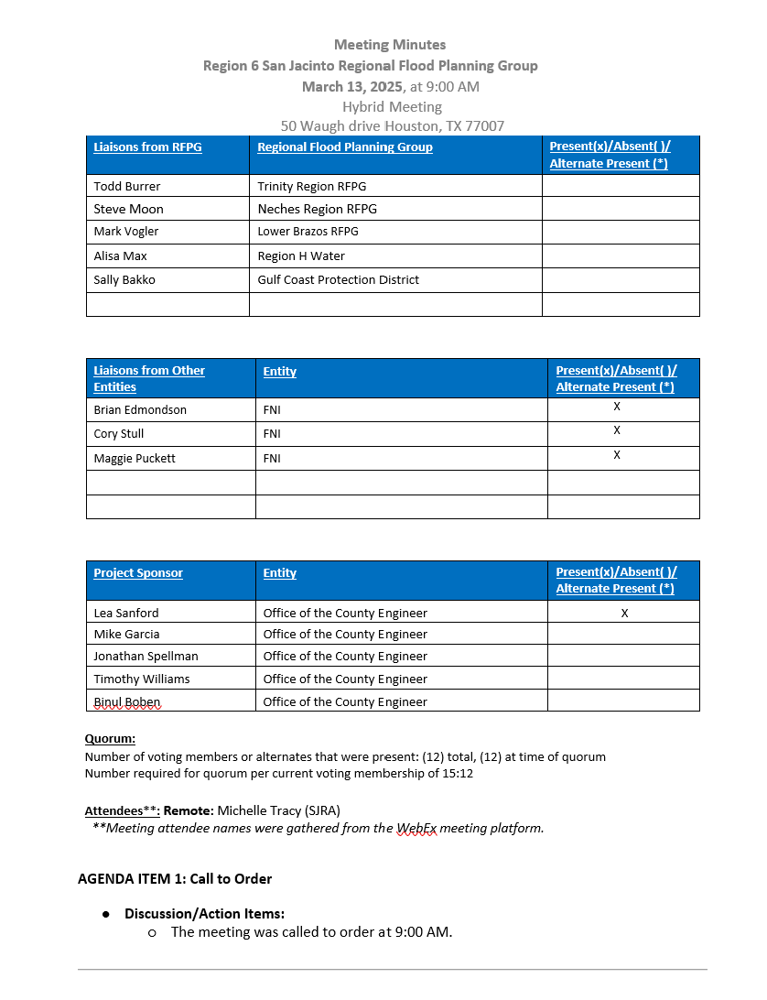 Meeting Minutes
Region 6 San Jacinto Regional Flood Planning Group
March 13, 2025, at 9:00 AM
Hybrid Meeting
50 Waugh drive Houston, TX 77007
Liaisons from RFPG Regional Flood Planning Group Present(x)/Absent( )/
Alternate Present (*)
Todd Burrer Trinity Region RFPG
Steve Moon Neches Region RFPG
Mark Vogler Lower Brazos RFPG
Alisa Max Region H Water
Sally Bakko Gulf Coast Protection District
Liaisons from Other Entity Present(x)/Absent( )/
Entities Alternate Present (*)
Brian Edmondson FNI X
Cory Stull FNI X
Maggie Puckett FNI X
Project Sponsor Entity Present(x)/Absent( )/
Alternate Present (*)
Lea Sanford Office of the County Engineer X
Mike Garcia Office of the County Engineer
Jonathan Spellman Office of the County Engineer
Timothy Williams Office of the County Engineer
Binul Boben Office of the County Engineer
Quorum:
Number of voting members or alternates that were present: (12) total, (12) at time of quorum
Number required for quorum per current voting membership of 15:12
Attendees**: Remote: Michelle Tracy (SJRA)
**Meeting attendee names were gathered from the WebEx meeting platform.
AGENDA ITEM 1: Call to Order
● Discussion/Action Items:
o The meeting was called to order at 9:00 AM.